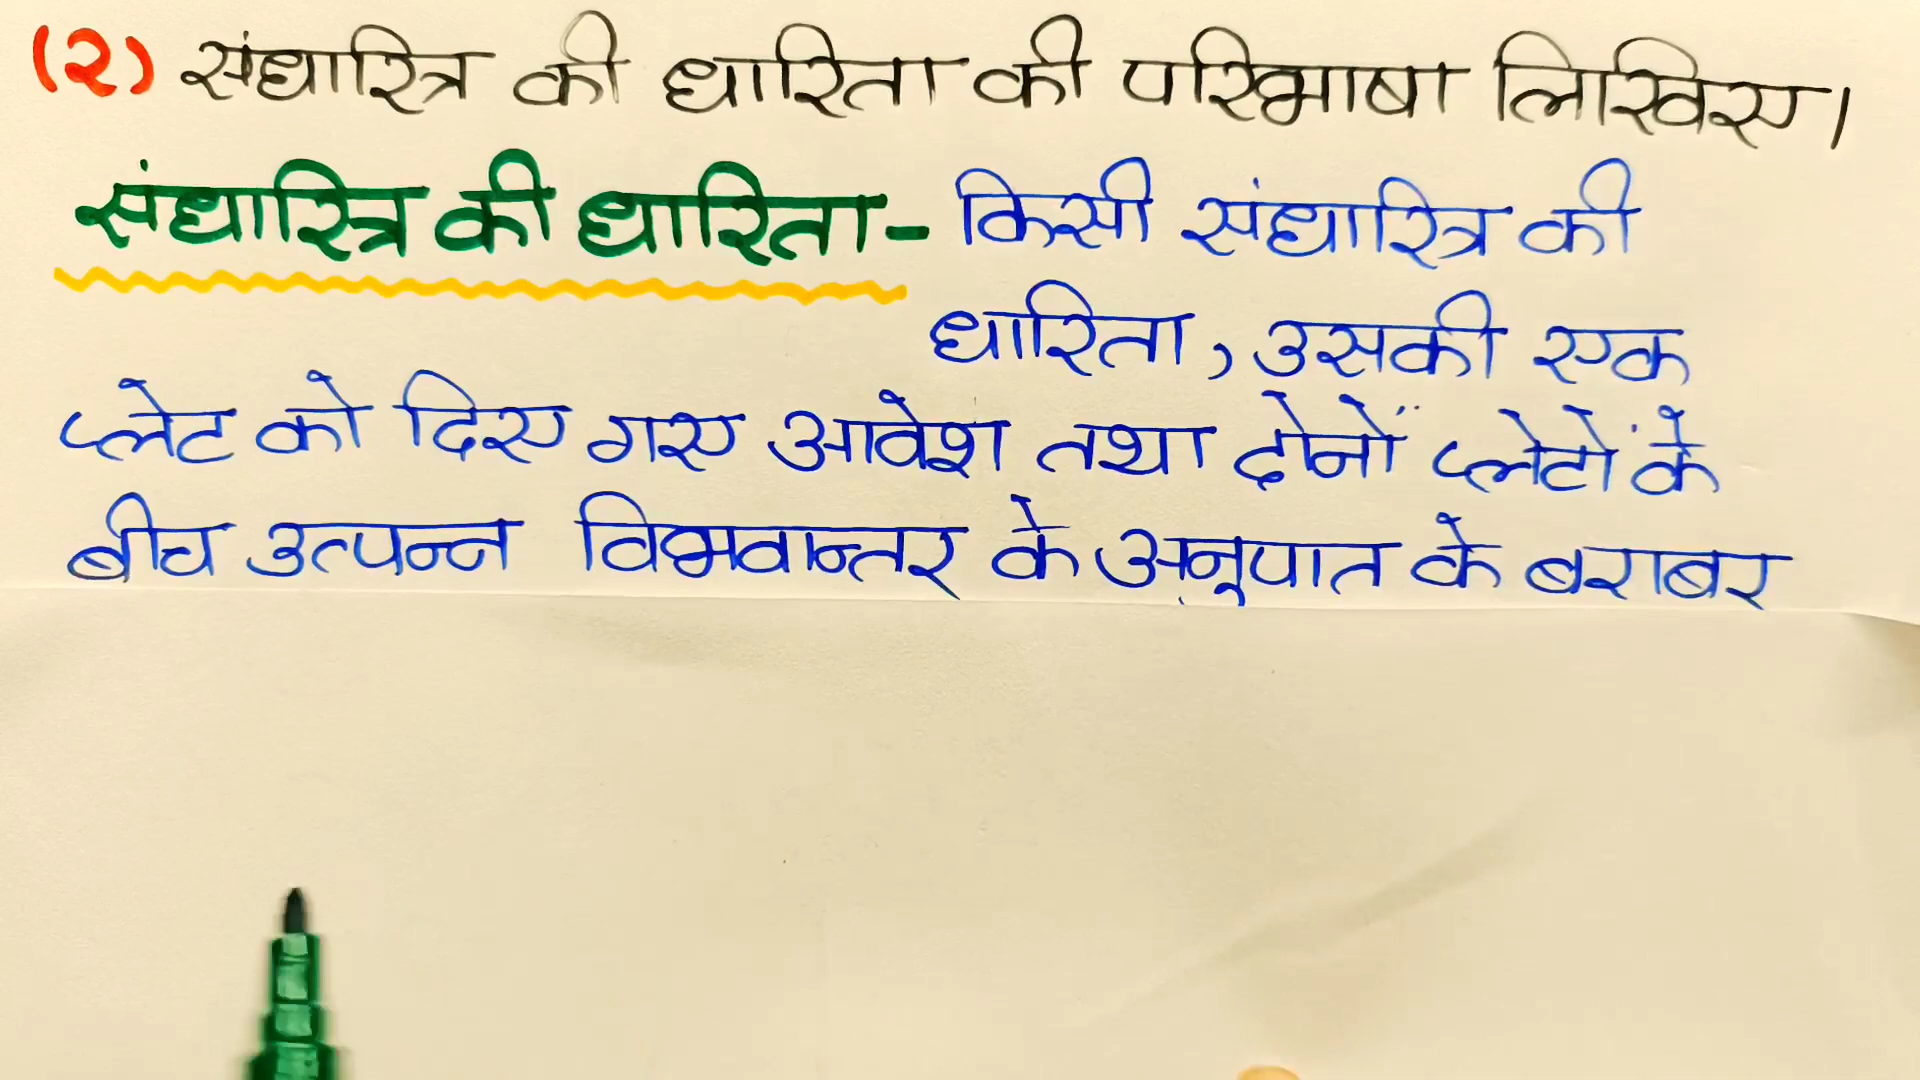 (२) संधारित्र की धारिता की परिभाषा लिखिए।
संधारित्र की धारिता- किसी संधारित्र की
धारिता, उसकी एक
प्लेट को दिए गए आवेश तथा दोनों प्लेटों के
बीच उत्पन्न विभवान्तर के अनुपात के बराबर